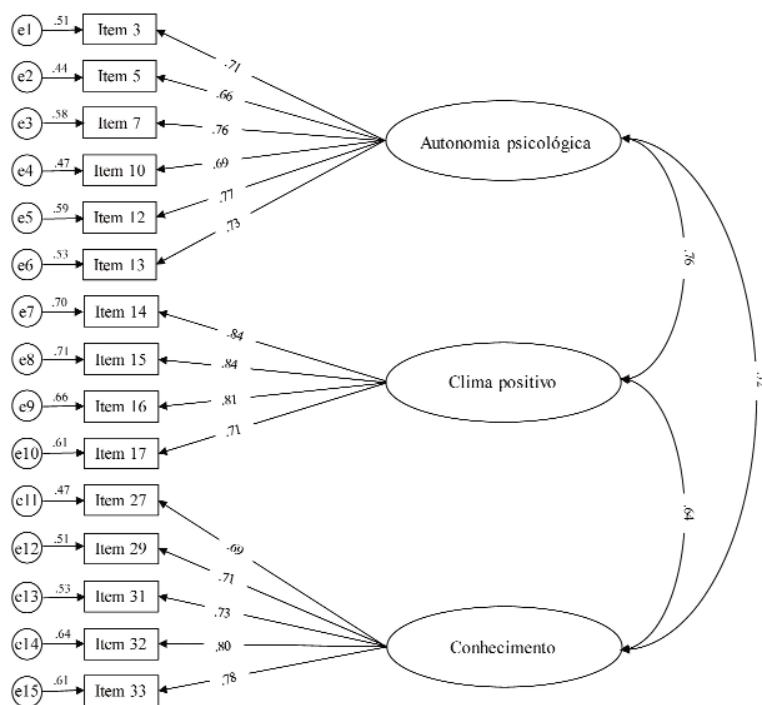 e1 .51 Item 3
e2 .44 Item 5
e3 .58 Item 7
e4 .47 Item 10
e5 .59 Item 12
e6 .53 Item 13
.71
.66
.76
.69
.77
.73
Autonomia psicológica
.76
e7 .70 Item 14
e8 .71 Item 15
e9 .66 Item 16
e10 .61 Item 17
.84
.84
.81
.71
Clima positivo
.64
e11 .47 Item 27
e12 .51 Item 29
e13 .53 Item 31
e14 .64 Item 32
e15 .61 Item 33
.69
.71
.73
.80
.78
Conhecimento